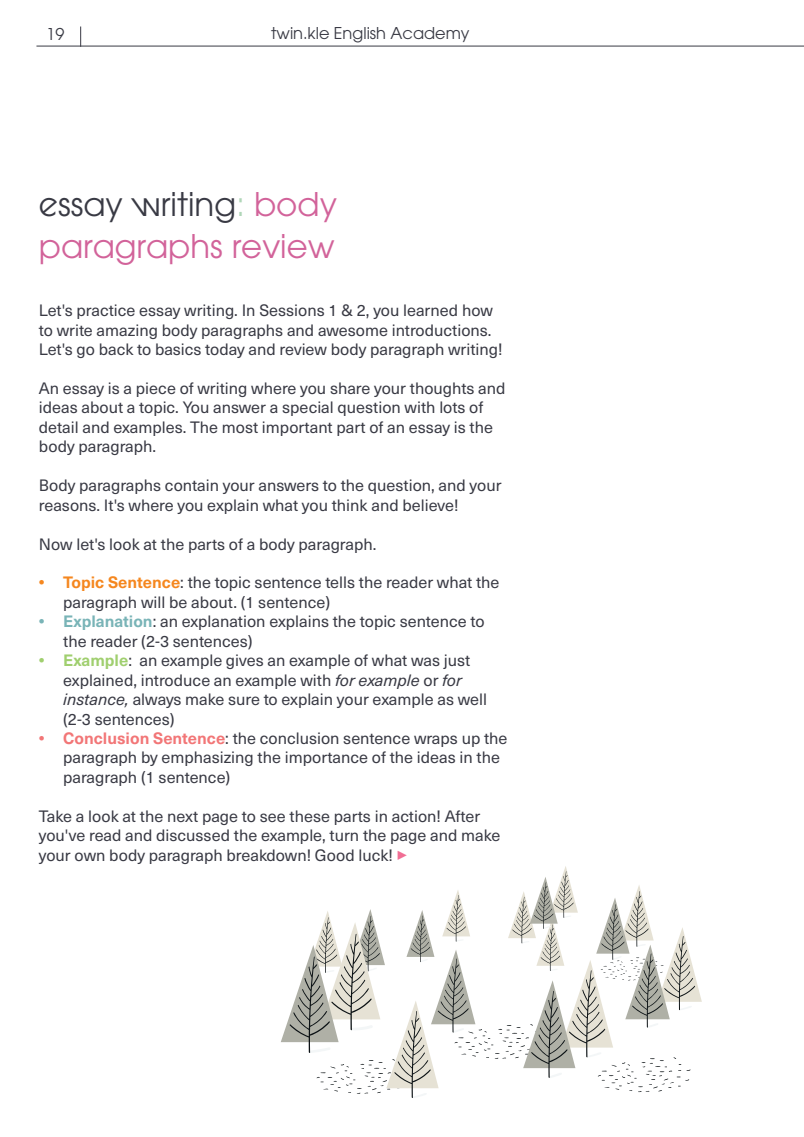 19
twin.kle English Academy
essay writing: body
paragraphs review
Let's practice essay writing. In Sessions 1 & 2, you learned how
to write amazing body paragraphs and awesome introductions.
Let's go back to basics today and review body paragraph writing!
An essay is a piece of writing where you share your thoughts and
ideas about a topic. You answer a special question with lots of
detail and examples. The most important part of an essay is the
body paragraph.
Body paragraphs contain your answers to the question, and your
reasons. It's where you explain what you think and believe!
Now let's look at the parts of a body paragraph.
• Topic Sentence: the topic sentence tells the reader what the
paragraph will be about. (1 sentence)
• Explanation: an explanation explains the topic sentence to
the reader (2-3 sentences)
• Example: an example gives an example of what was just
explained, introduce an example with for example or for
instance, always make sure to explain your example as well
(2-3 sentences)
• Conclusion Sentence: the conclusion sentence wraps up the
paragraph by emphasizing the importance of the ideas in the
paragraph (1 sentence)
Take a look at the next page to see these parts in action! After
you've read and discussed the example, turn the page and make
your own body paragraph breakdown! Good luck! ►